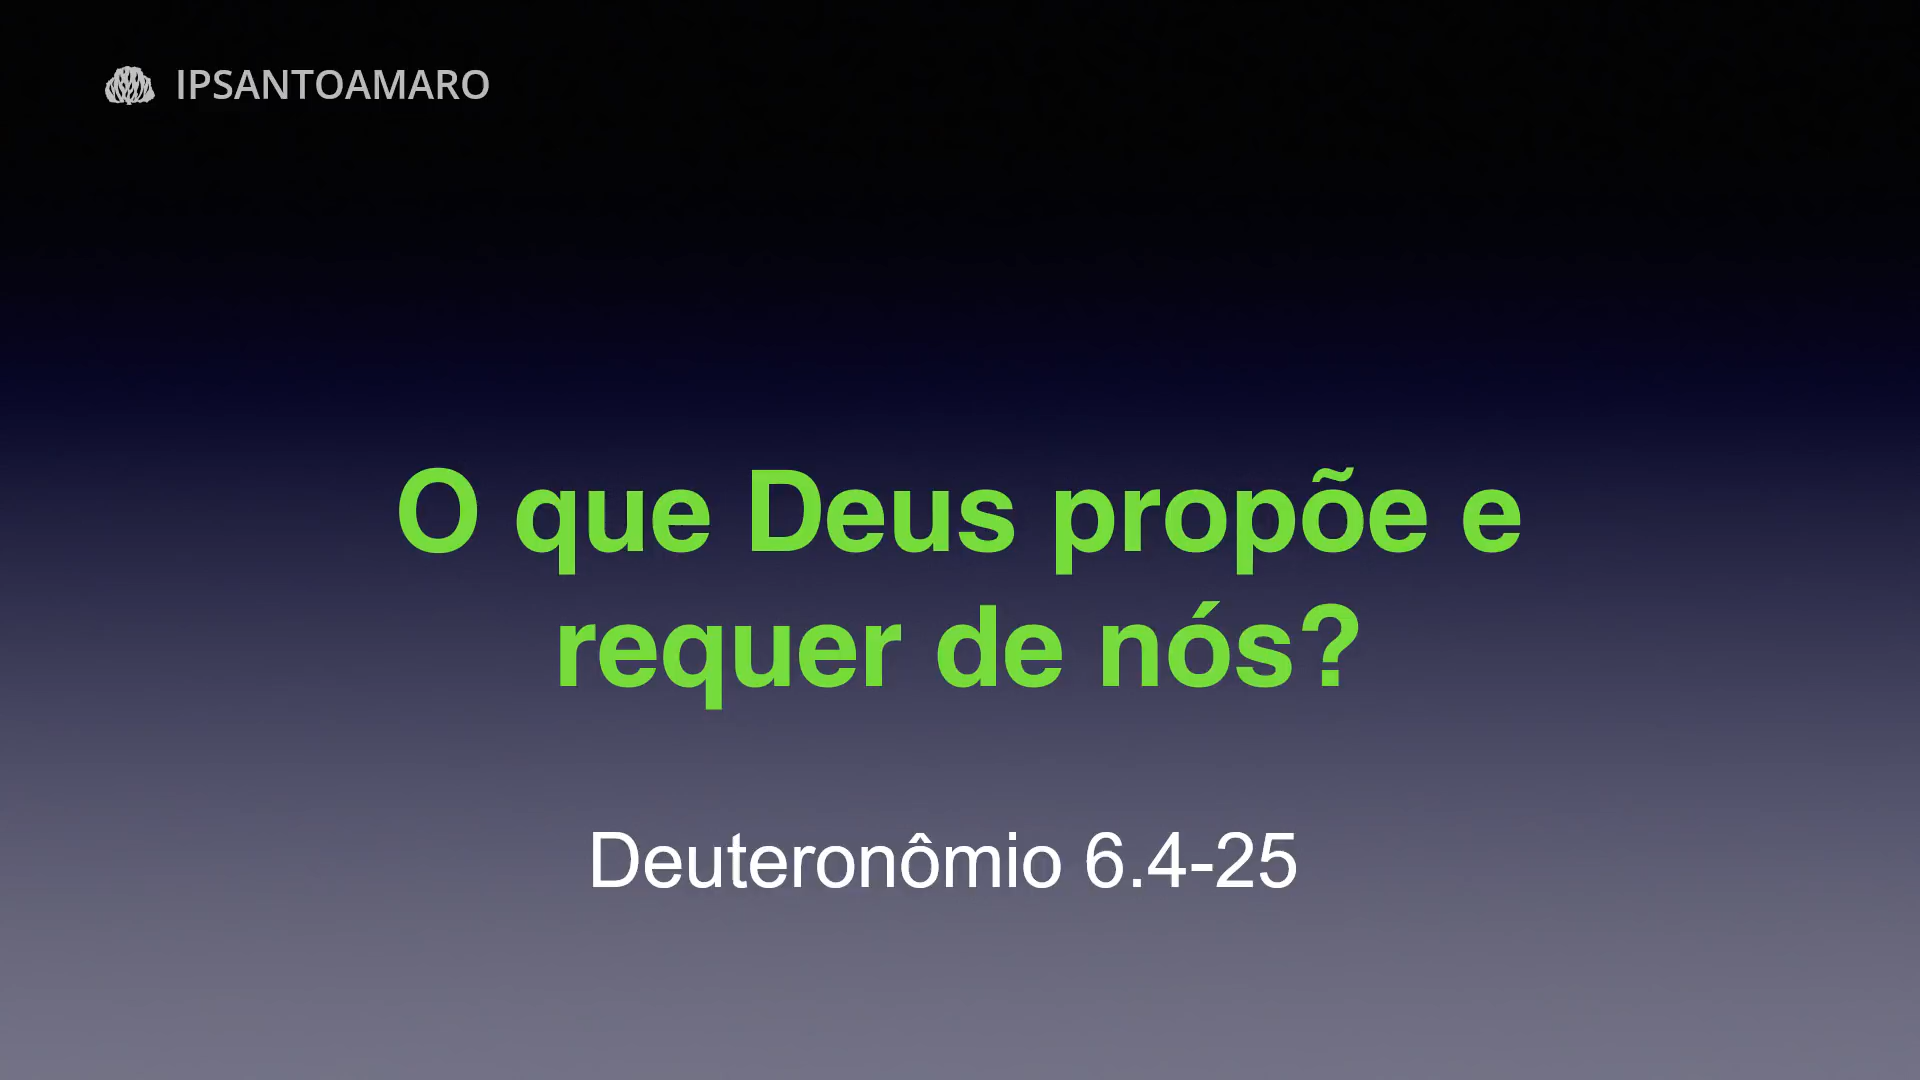 IPSANTOAMARO
O que Deus propõe e
requer de nós?
Deuteronômio 6.4-25